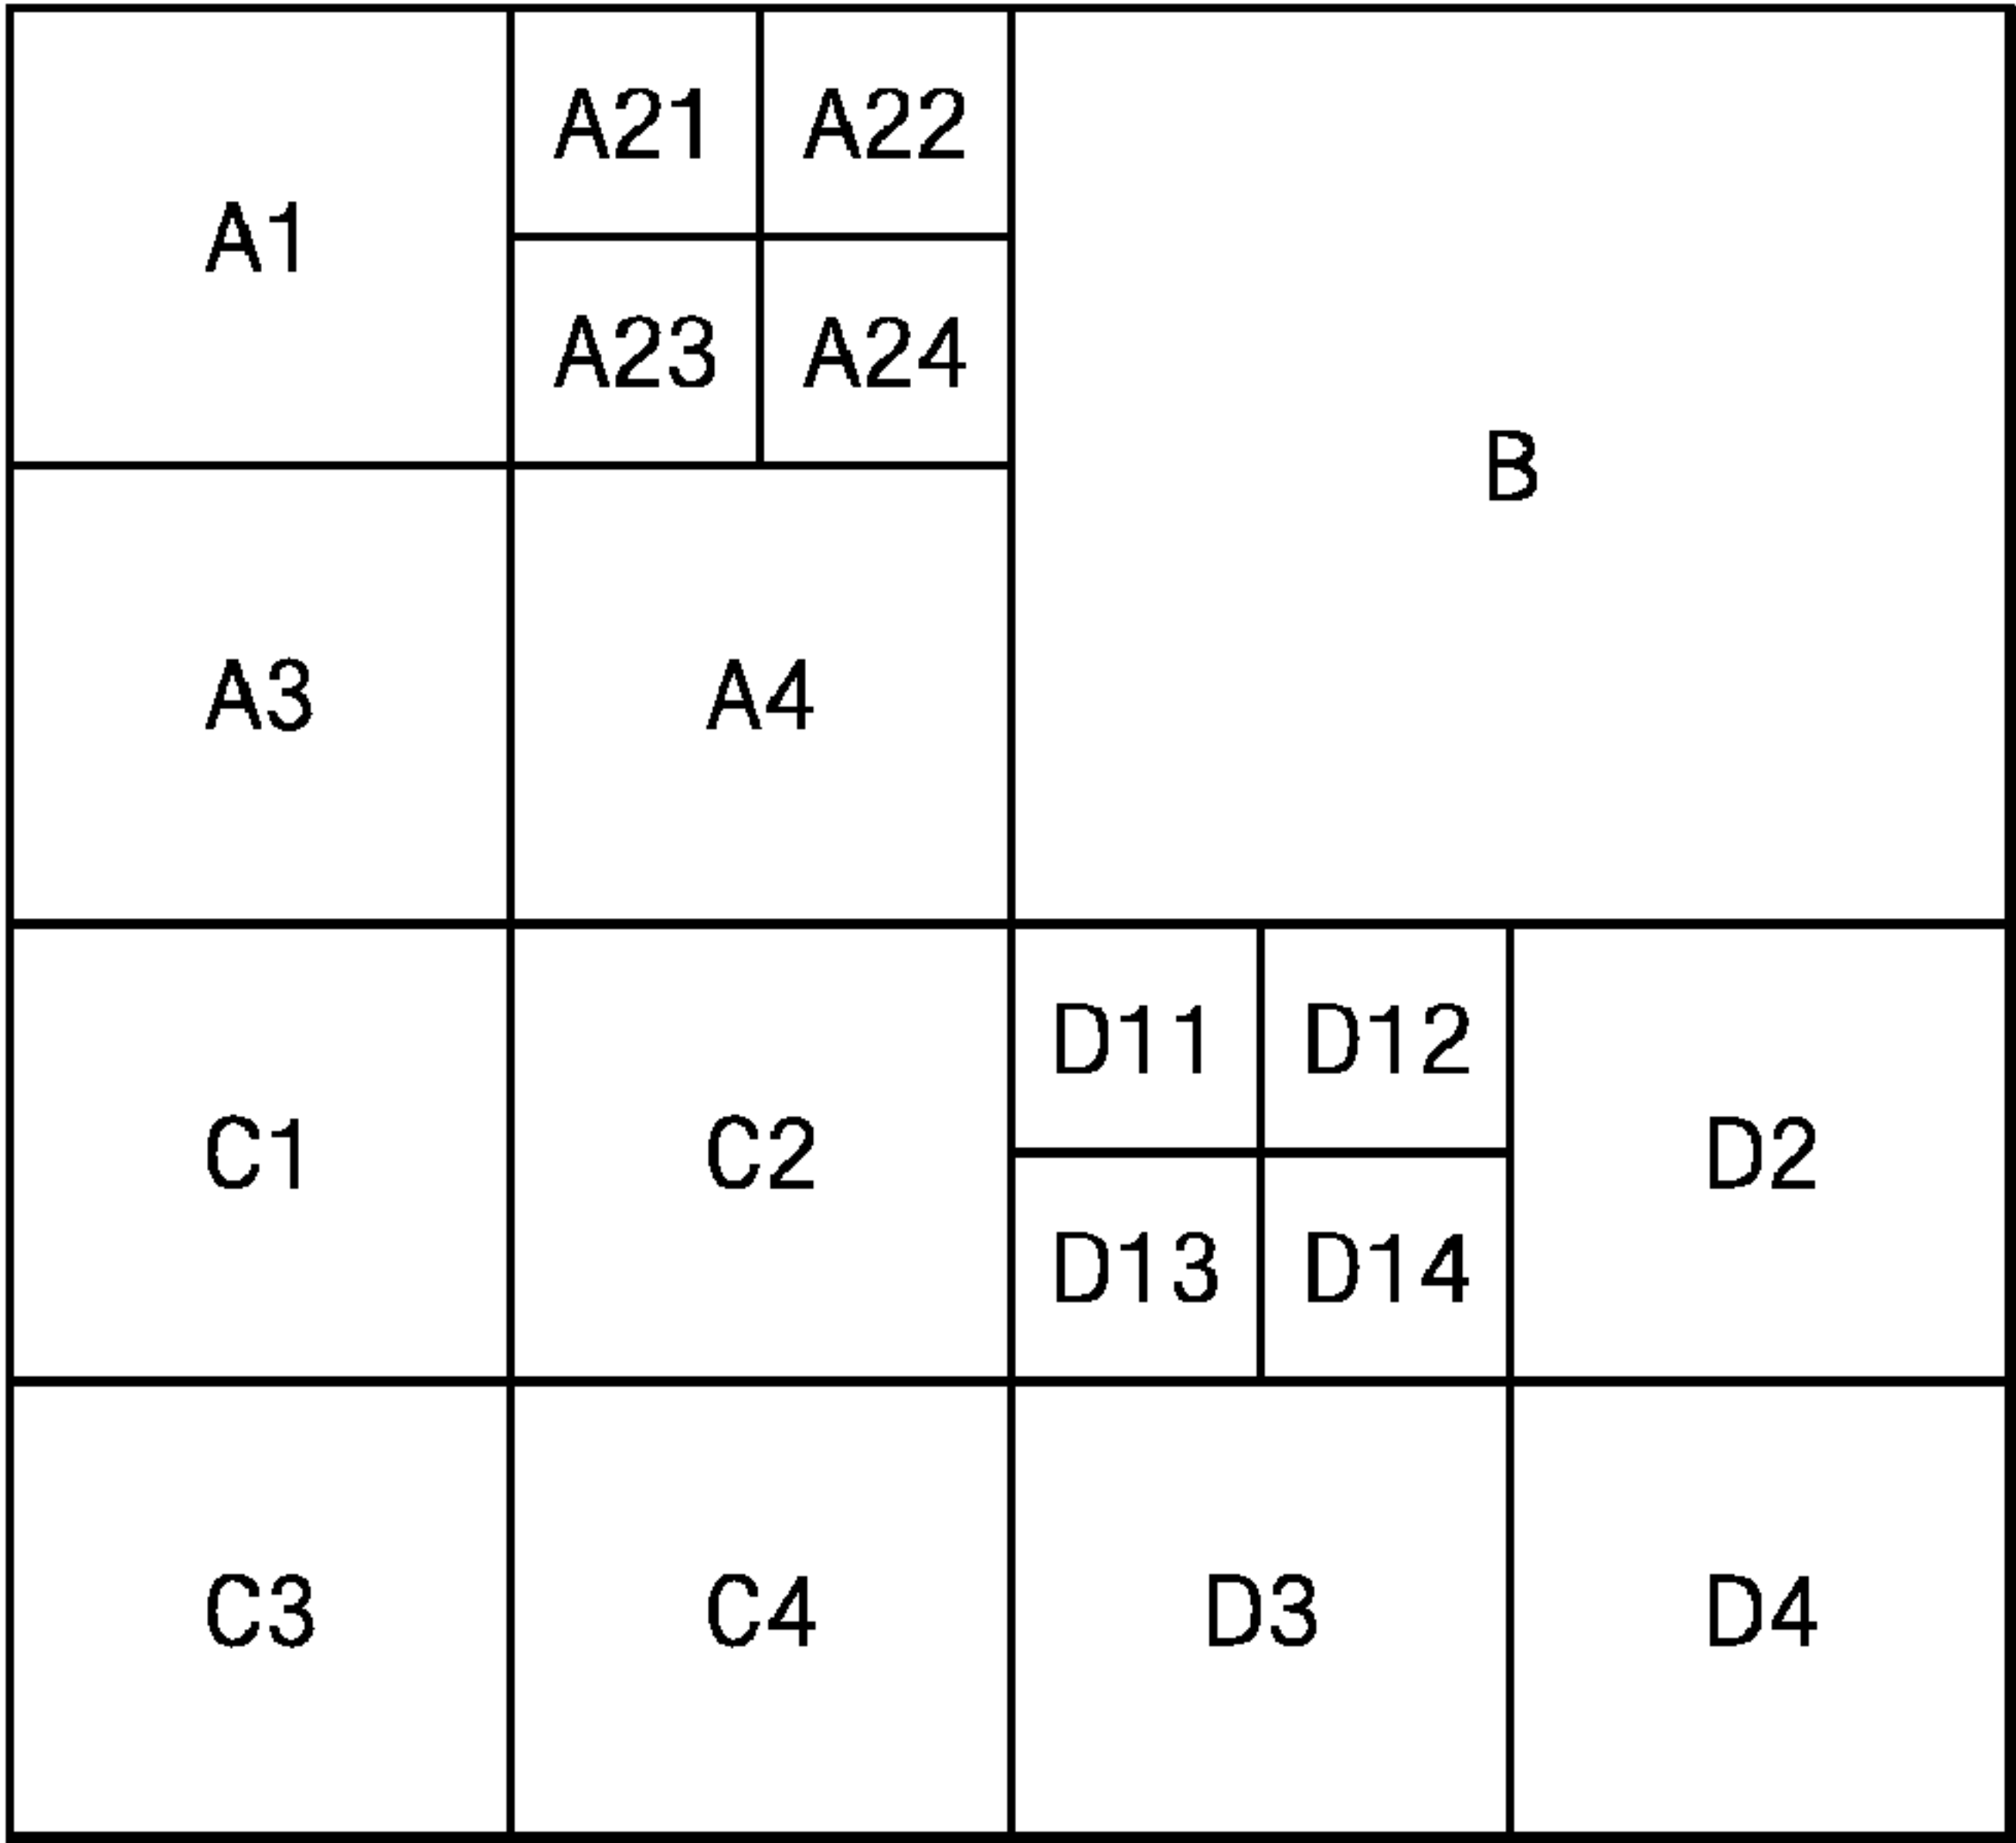 A21 A22
A1
A23 A24
B
A3 A4
D11 D12
C1 C2 D2
D13 D14
C3 C4 D3 D4